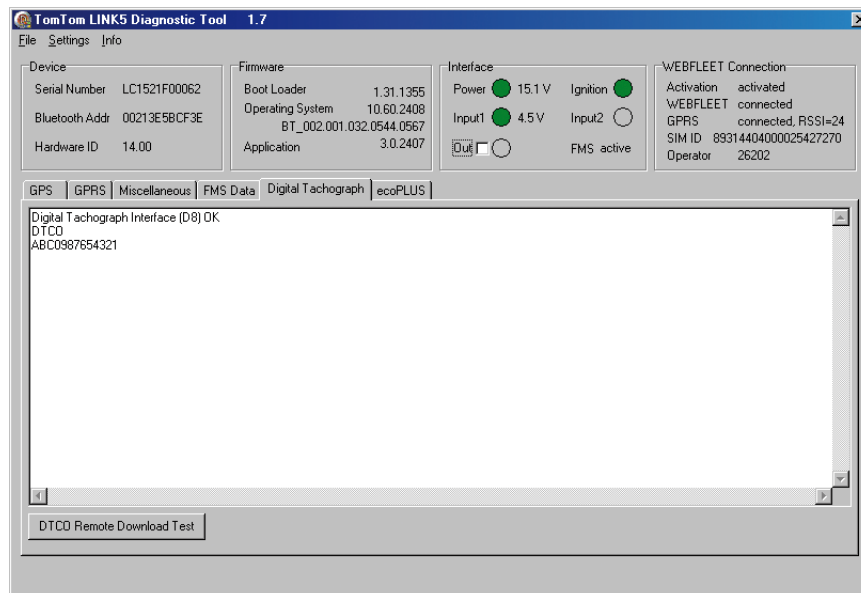 TomTom LINK5 Diagnostic Tool 1.7
File Settings Info
Device
Serial Number LC1521F00062
Bluetooth Addr 00213E5BCF3E
Hardware ID 14.00
Firmware
Boot Loader 1.31.1355
Operating System 10.60.2408
BT_002.001.032.0544.0567
Application 3.0.2407
Interface
Power 15.1 V Ignition
Input1 4.5 V Input2
Out FMS active
WEBFLEET Connection
Activation activated
WEBFLEET connected
GPRS connected, RSSI=24
SIM ID 89314404000025427270
Operator 26202
GPS GPRS Miscellaneous FMS Data Digital Tachograph ecoPLUS
Digital Tachograph Interface (D8) OK
DTCO
ABC0987654321
DTCO Remote Download Test